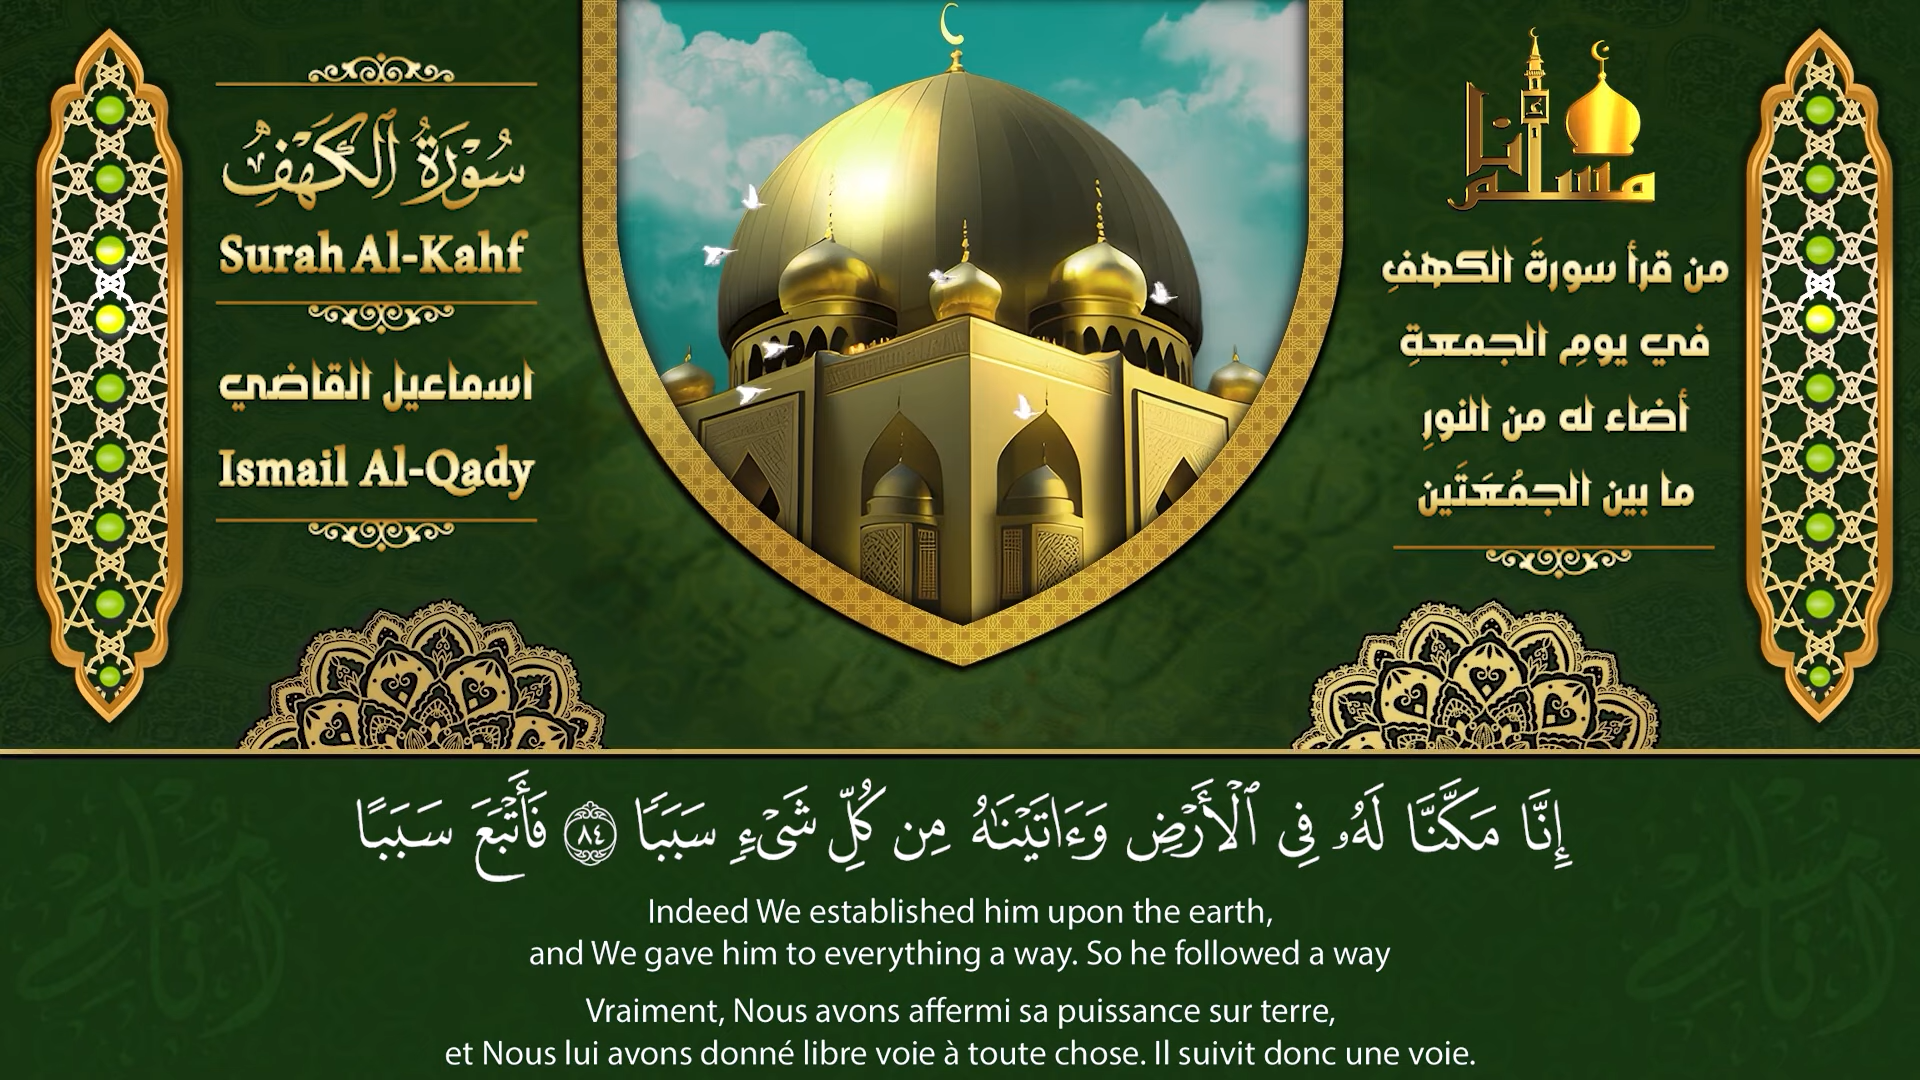 سُورَةُ ٱلْكَهْفِ
Surah Al-Kahf
اسماعيل القاضي
Ismail Al-Qady
أنا
مسلم
من قرأ سورةَ الكهفِ
في يومِ الجمعةِ
أضاء له من النورِ
ما بين الجمُعَتَين
إِنَّا مَكَّنَّا لَهُۥ فِى ٱلْأَرْضِ وَءَاتَيْنَـٰهُ مِن كُلِّ شَىْءٍ سَبَبًا ٨٤ فَأَتْبَعَ سَبَبًا
Indeed We established him upon the earth,
and We gave him to everything a way. So he followed a way
Vraiment, Nous avons affermi sa puissance sur terre,
et Nous lui avons donné libre voie à toute chose. Il suivit donc une voie.